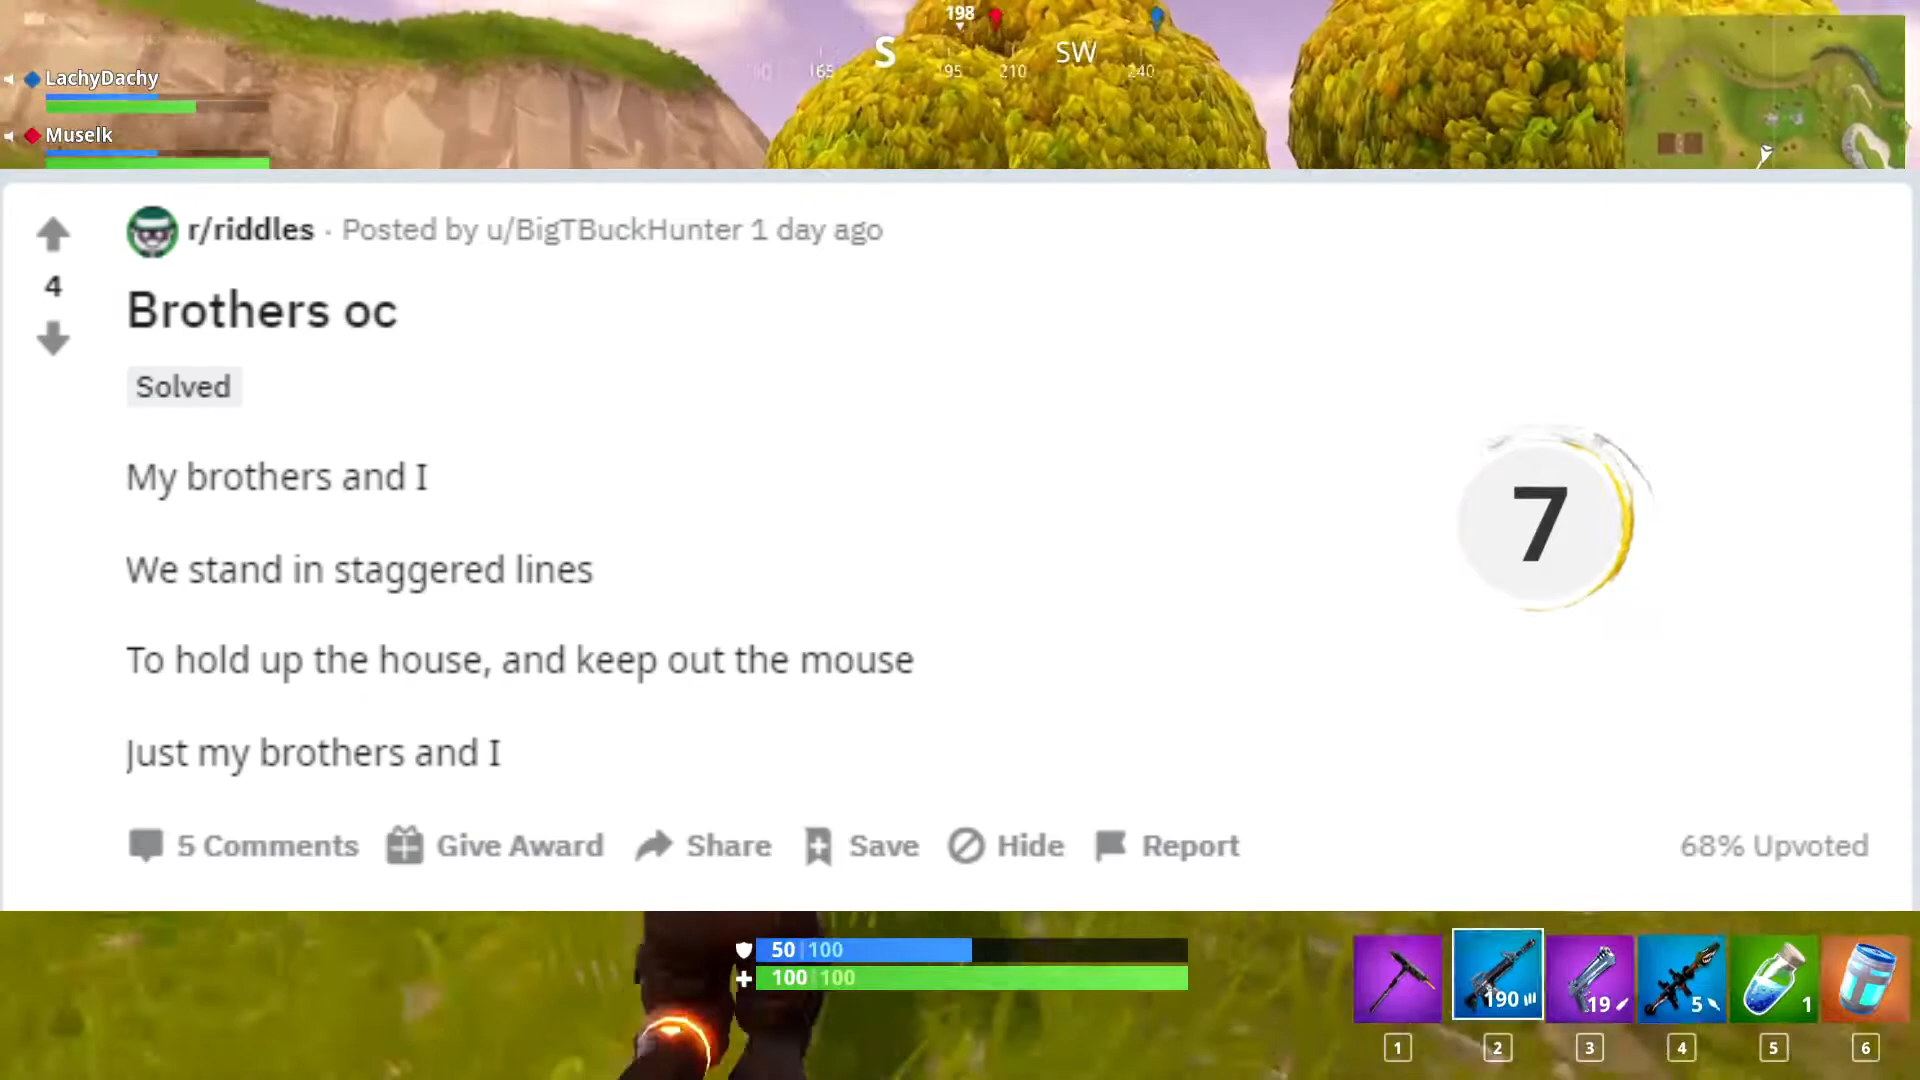 198
S
SW
165
195
210
240
LachyDachy
Muselk
r/riddles · Posted by u/BigTBuckHunter 1 day ago
4
Brothers oc
Solved
My brothers and I
We stand in staggered lines
To hold up the house, and keep out the mouse
Just my brothers and I
7
5 Comments Give Award Share Save Hide Report 68% Upvoted
50 | 100
100 | 100
190
19
5
1
1 2 3 4 5 6